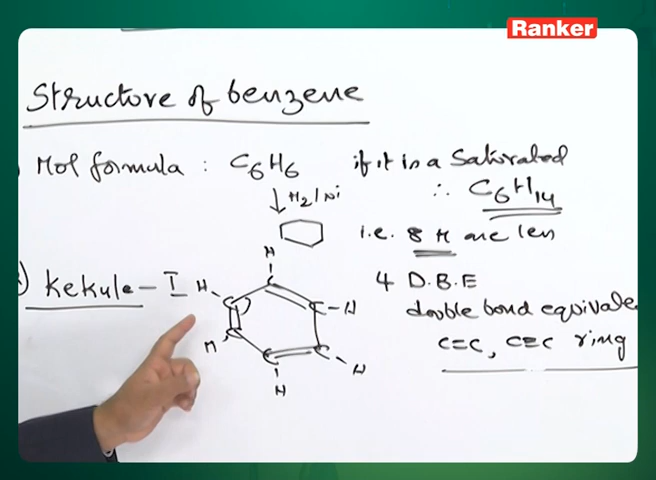 Ranker
Structure of benzene
Mol formula : C6H6
H2/Ni
if it is a Saturated
∴ C6H14
i.e. 8 H are less
) Kekule - I
H
H C C C H
H C C C H
H
4 D.B.E
double bond equivale
C=C, C≡C ring